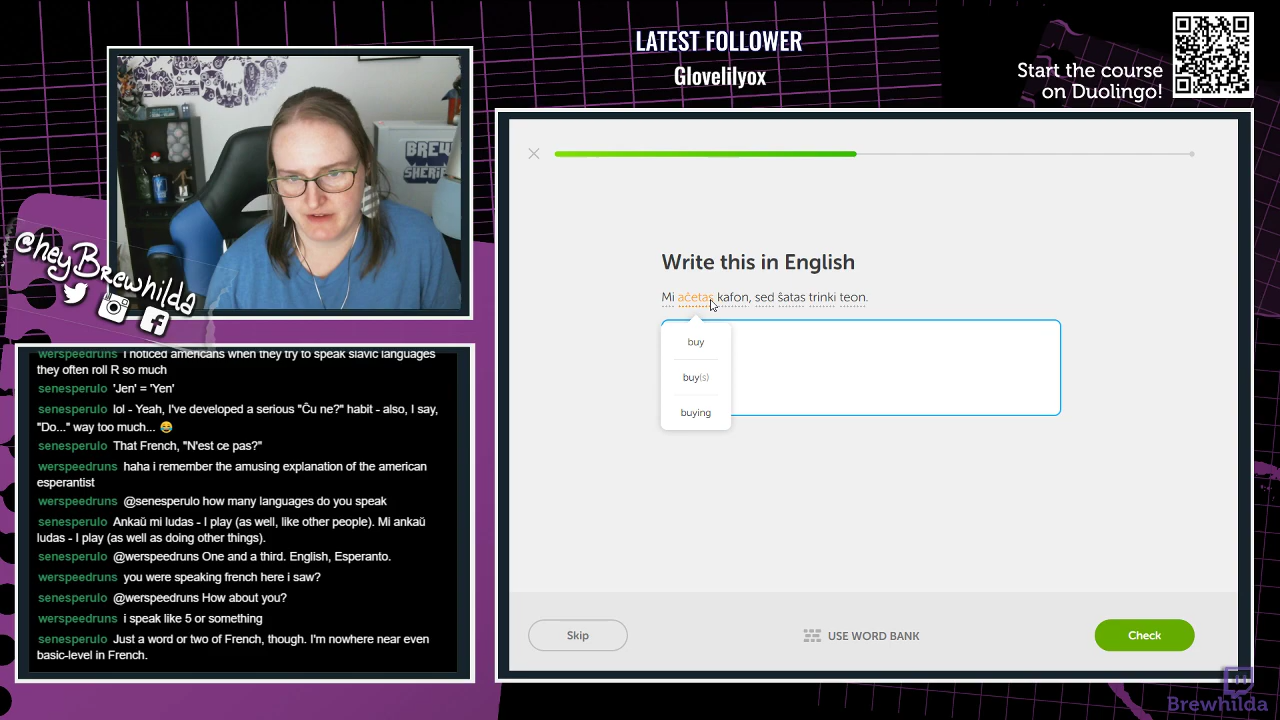 LATEST FOLLOWER
Glovelilyox
Start the course
on Duolingo!
BREW
SHERIFF
@heyBrewhilda
Write this in English
Mi aĉetas kafon, sed ŝatas trinki teon.
buy
buy(s)
buying
Skip
USE WORD BANK
Check
werspeedruns i noticed americans when they try to speak slavic languages
they often roll R so much
senesperulo 'Jen' = 'Yen'
senesperulo lol - Yeah, I've developed a serious "Ĉu ne?" habit - also, I say,
"Do..." way too much... 😂
senesperulo That French, "N'est ce pas?"
werspeedruns haha i remember the amusing explanation of the american
esperantist
werspeedruns @senesperulo how many languages do you speak
senesperulo Ankaŭ mi ludas - I play (as well, like other people). Mi ankaŭ
ludas - I play (as well as doing other things).
senesperulo @werspeedruns One and a third. English, Esperanto.
werspeedruns you were speaking french here i saw?
senesperulo @werspeedruns How about you?
werspeedruns i speak like 5 or something
senesperulo Just a word or two of French, though. I'm nowhere near even
basic-level in French.
Brewhilda